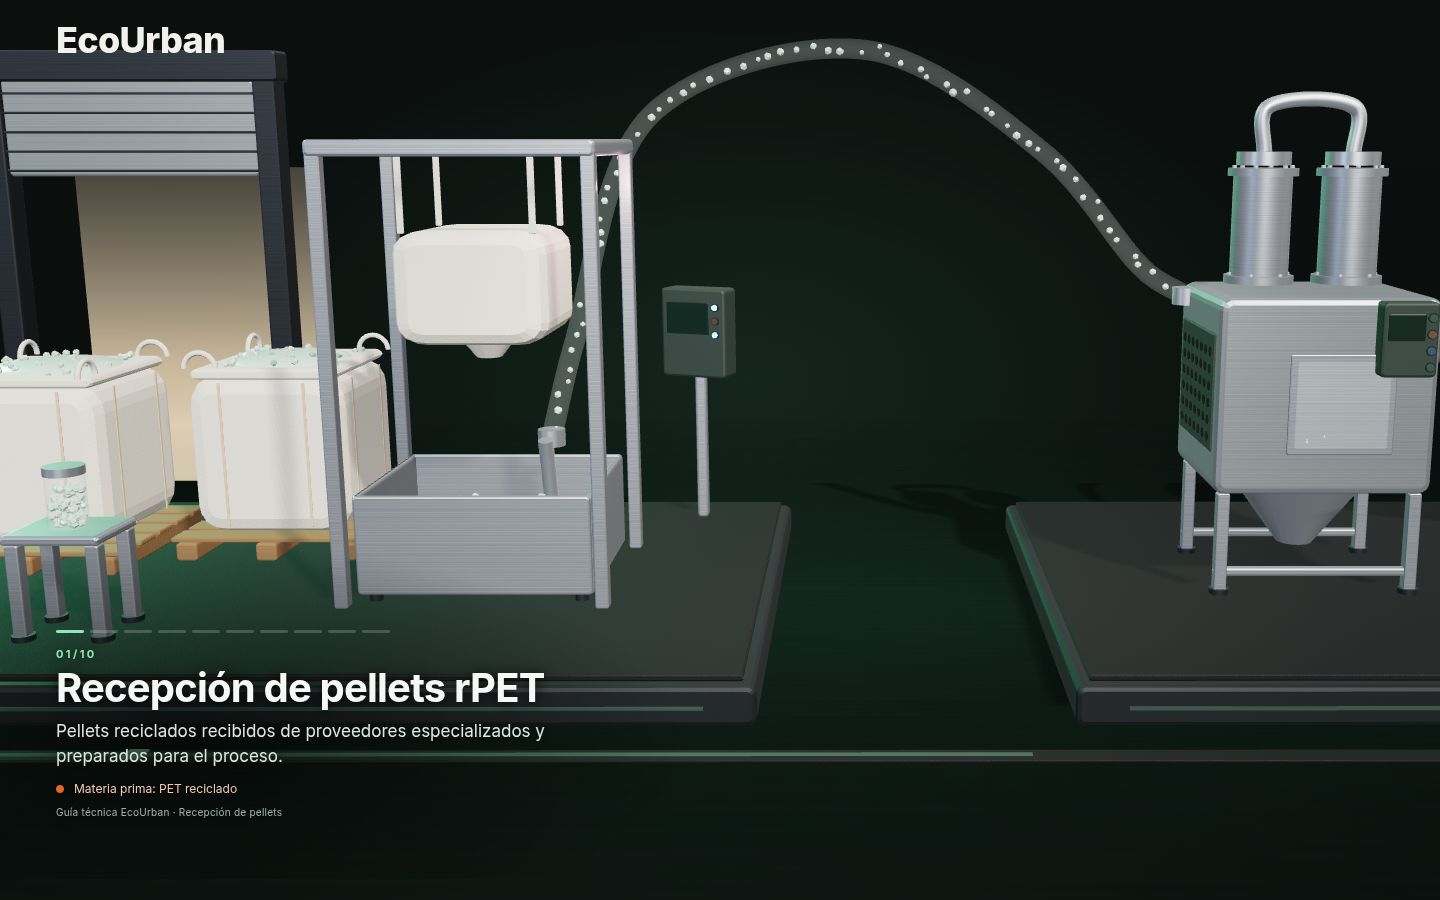 EcoUrban
01/10
Recepción de pellets rPET
Pellets reciclados recibidos de proveedores especializados y
preparados para el proceso.
Materia prima: PET reciclado
Guía técnica EcoUrban · Recepción de pellets